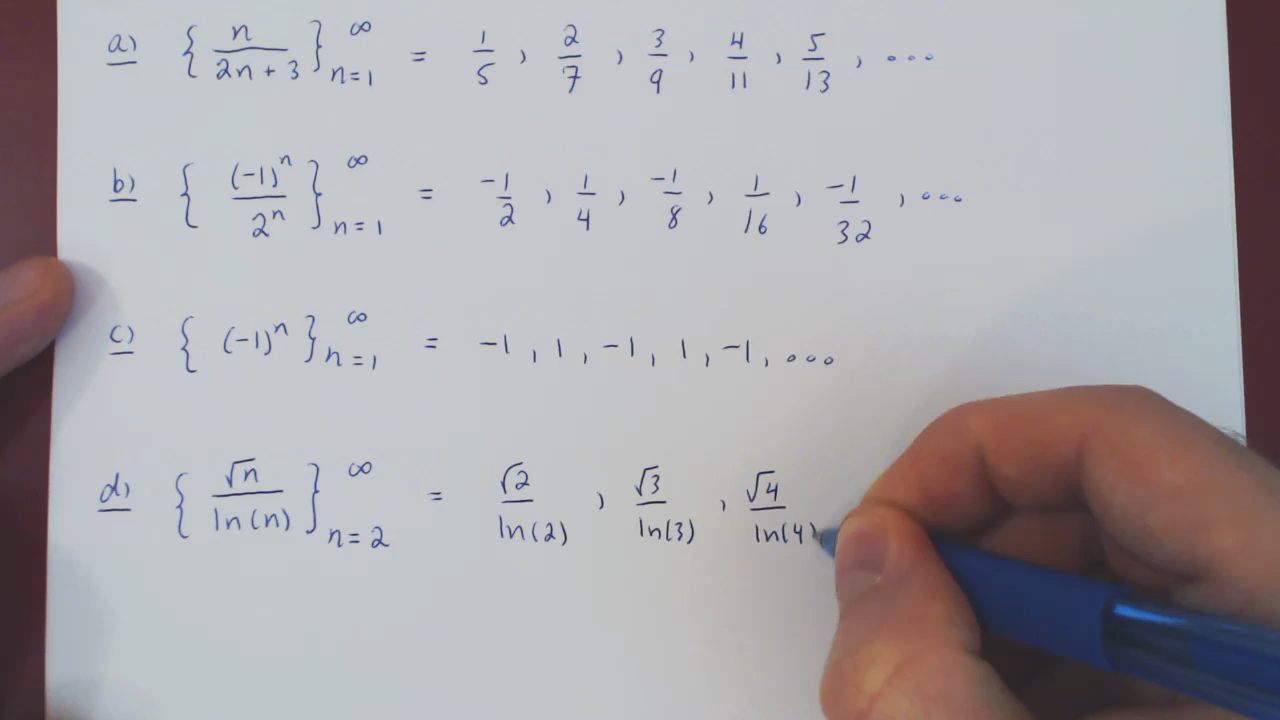 a) { n/(2n+3) }_{n=1}^{∞} = 1/5, 2/7, 3/9, 4/11, 5/13, ...
b) { (-1)^n/2^n }_{n=1}^{∞} = -1/2, 1/4, -1/8, 1/16, -1/32, ...
c) { (-1)^n }_{n=1}^{∞} = -1, 1, -1, 1, -1, ...
d) { √n/ln(n) }_{n=2}^{∞} = √2/ln(2), √3/ln(3), √4/ln(4)